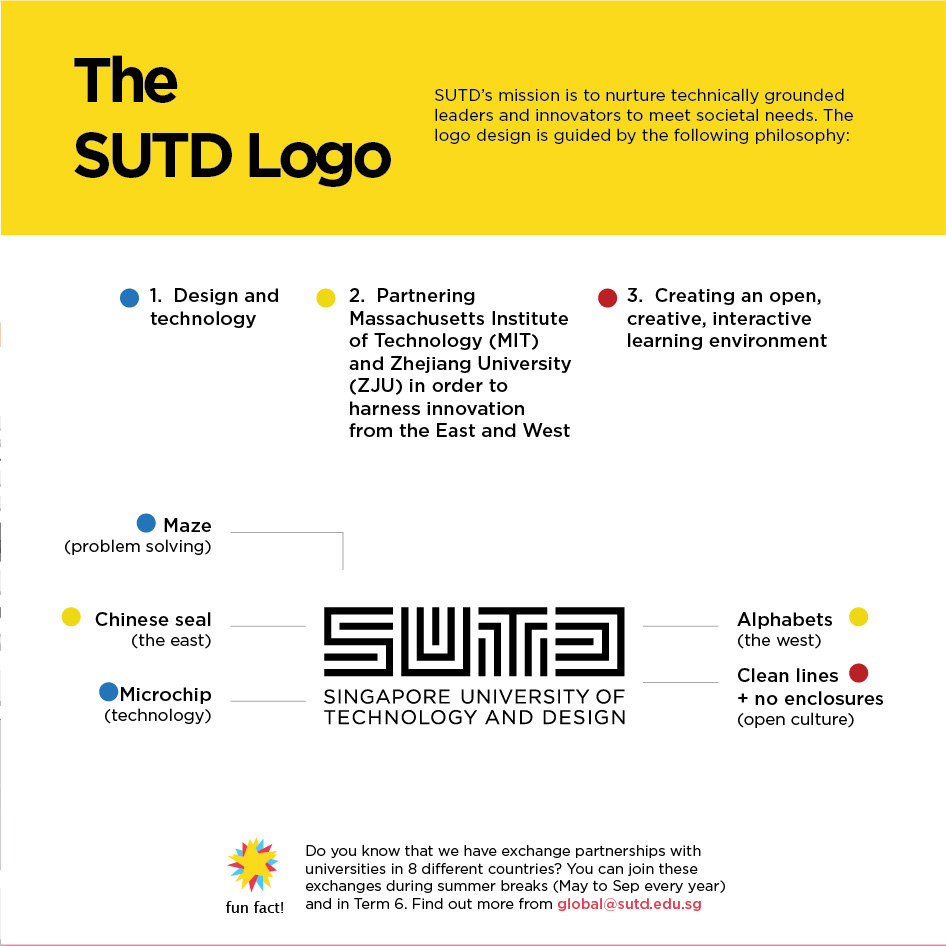 The
SUTD Logo
SUTD's mission is to nurture technically grounded
leaders and innovators to meet societal needs. The
logo design is guided by the following philosophy:
1. Design and
technology
2. Partnering
Massachusetts Institute
of Technology (MIT)
and Zhejiang University
(ZJU) in order to
harness innovation
from the East and West
3. Creating an open,
creative, interactive
learning environment
Maze
(problem solving)
Chinese seal
(the east)
Microchip
(technology)
SUTD
SINGAPORE UNIVERSITY OF
TECHNOLOGY AND DESIGN
Alphabets
(the west)
Clean lines
+ no enclosures
(open culture)
fun fact!
Do you know that we have exchange partnerships with
universities in 8 different countries? You can join these
exchanges during summer breaks (May to Sep every year)
and in Term 6. Find out more from global@sutd.edu.sg